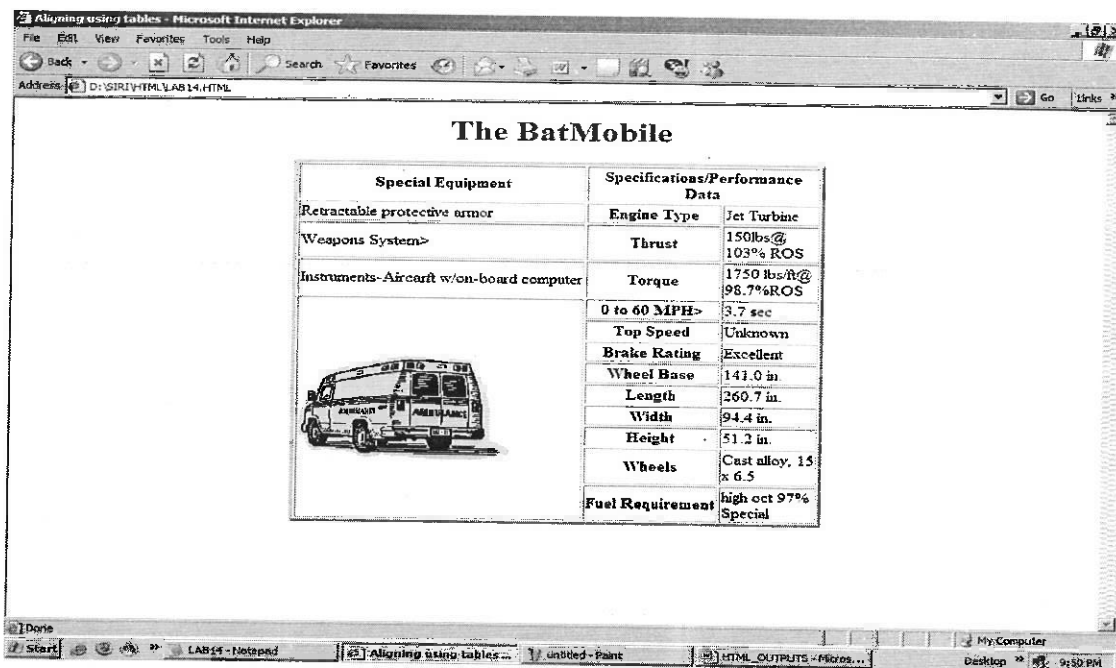 Aligning using tables - Microsoft Internet Explorer
File Edit View Favorites Tools Help
Back Search Favorites
Address D:\SIRI\HTML\LAB14.HTML Go Links
The BatMobile
Special Equipment Specifications/Performance
Data
Retractable protective armor Engine Type Jet Turbine
Weapons System> Thrust 150lbs@
103% ROS
Instruments-Aircarft w/on-board computer Torque 1750 lbs/ft@
98.7%ROS
0 to 60 MPH> 3.7 sec
Top Speed Unknown
Brake Rating Excellent
Wheel Base 141.0 in.
Length 260.7 in.
Width 94.4 in.
Height 51.2 in.
AMBULANCE AMBULANCE
Wheels Cast alloy, 15
x 6.5
Fuel Requirement high oct 97%
Special
Done My Computer
Start LAB14 - Notepad Aligning using tables ... untitled - Paint HTML_OUTPUTS - Micros... Desktop 9:50 PM